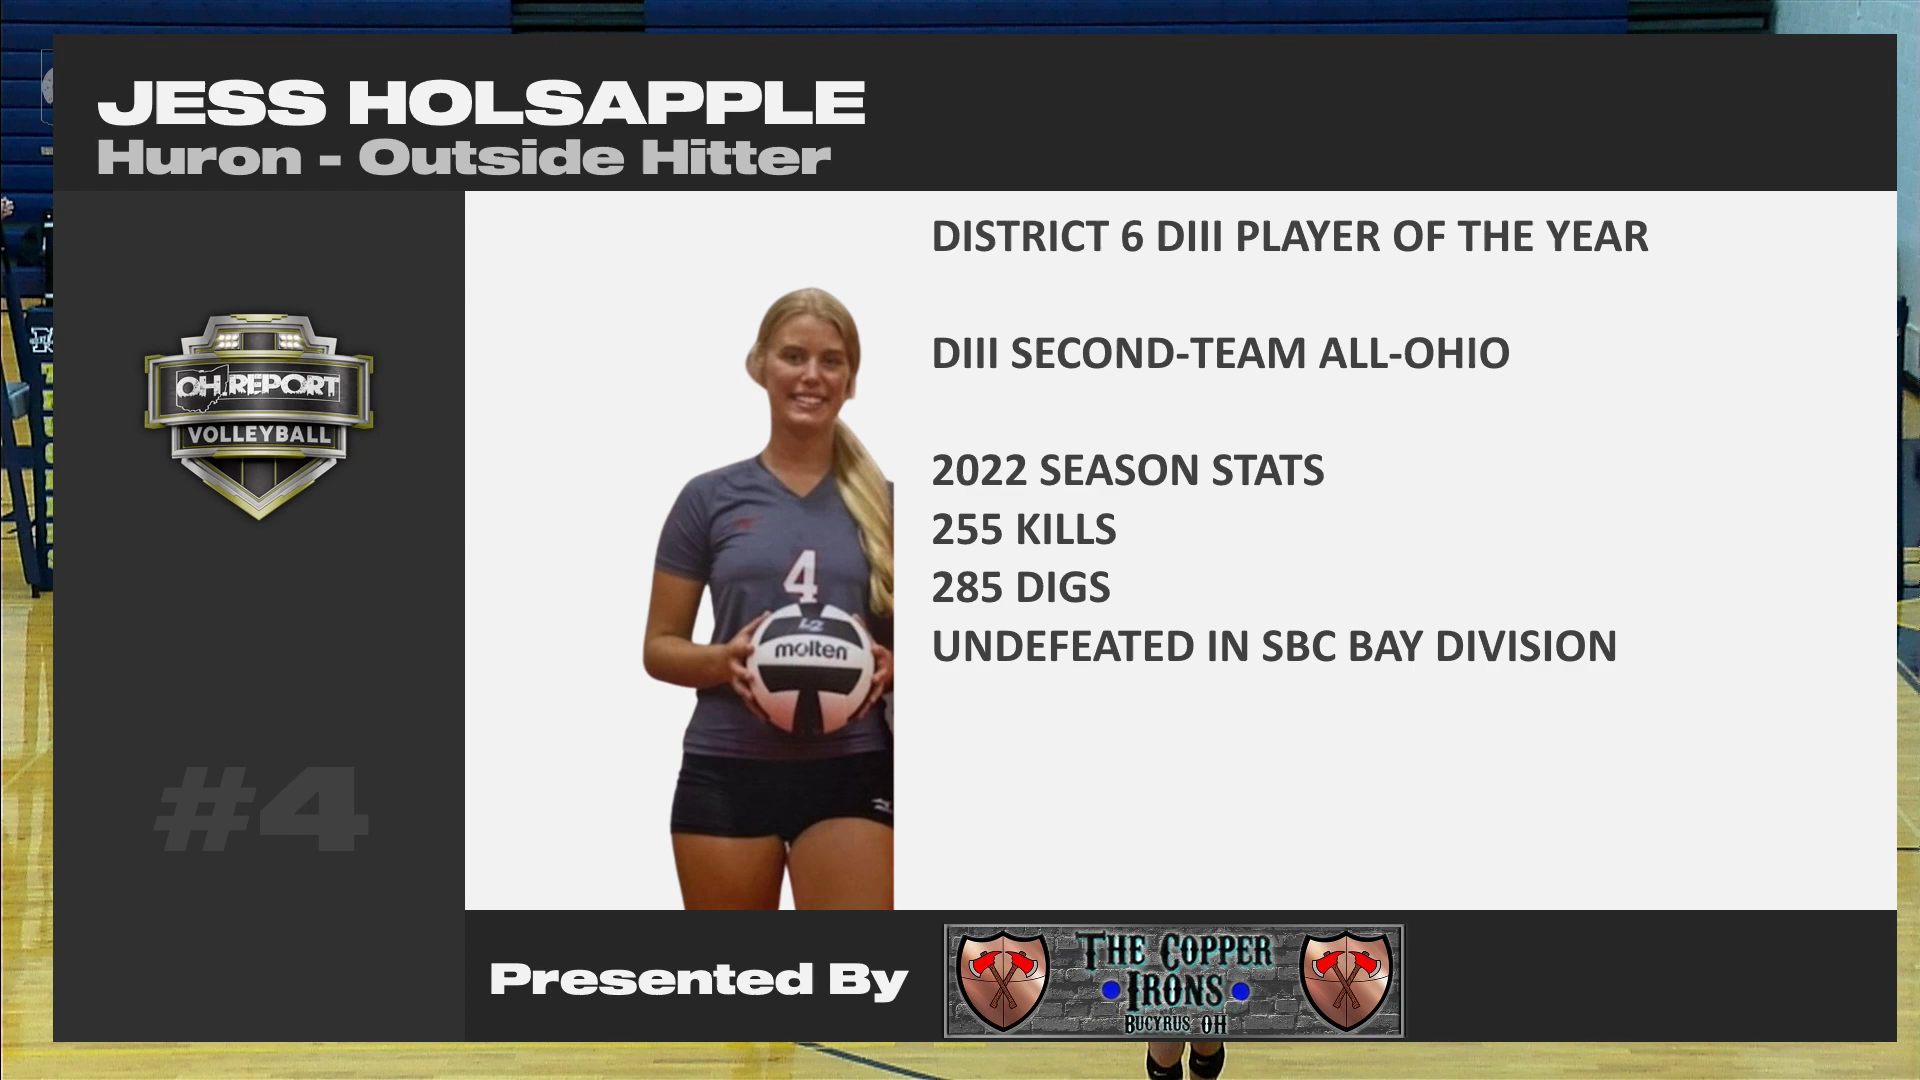 JESS HOLSAPPLE
Huron - Outside Hitter
DISTRICT 6 DIII PLAYER OF THE YEAR
DIII SECOND-TEAM ALL-OHIO
2022 SEASON STATS
255 KILLS
285 DIGS
UNDEFEATED IN SBC BAY DIVISION
OH REPORT
VOLLEYBALL
#4
4
L2
molten
Presented By
THE COPPER
IRONS
BUCYRUS, OH